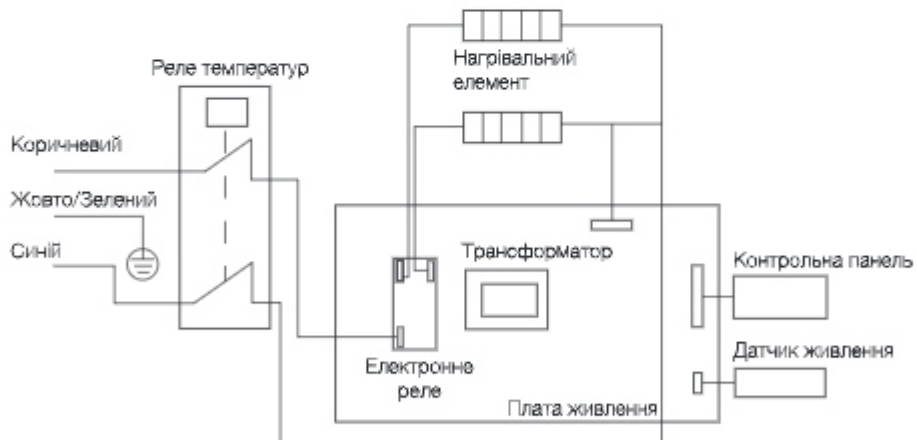 Нагрівальний
елемент
Реле температур
Коричневий
Жовто/Зелений
Синій
Трансформатор
Контрольна панель
Електронне
реле
Датчик живлення
Плата живлення